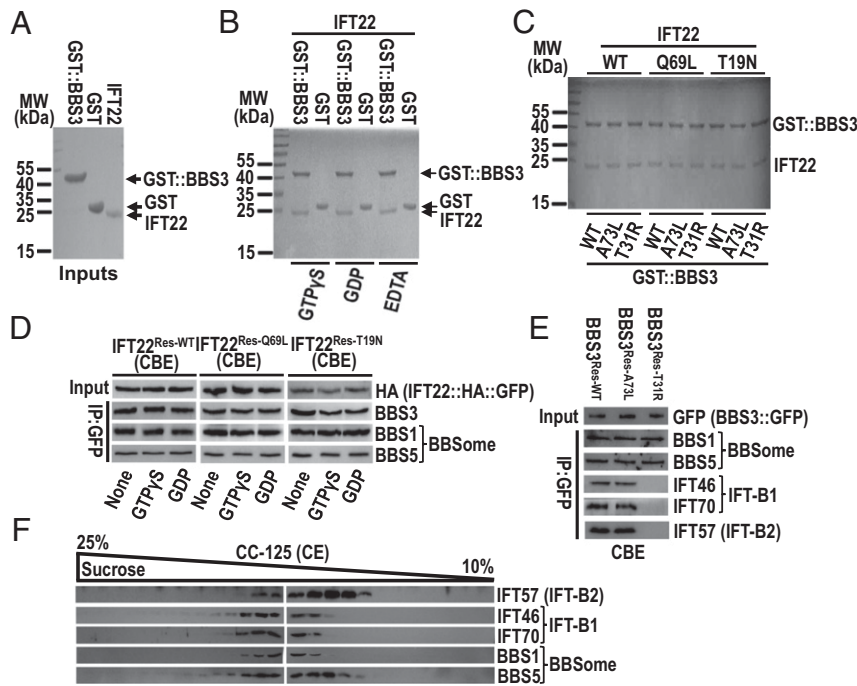 A
GST::BBS3
GST
IFT22
MW
(kDa)
55
40
35
25
15
GST::BBS3
GST
IFT22
Inputs
B
IFT22
GST::BBS3
GST
GST::BBS3
GST
GST::BBS3
GST
MW
(kDa)
55
40
35
25
15
GST::BBS3
GST
IFT22
GTPγS
GDP
EDTA
C
IFT22
WT
Q69L
T19N
MW
(kDa)
55
40
35
25
15
GST::BBS3
IFT22
WT
A73L
T31R
WT
A73L
T31R
WT
A73L
T31R
GST::BBS3
D
IFT22Res-WT IFT22Res-Q69L IFT22Res-T19N
(CBE) (CBE) (CBE)
Input
HA (IFT22::HA::GFP)
IP:GFP
BBS3
BBS1
BBS5
BBSome
None
GTPγS
GDP
None
GTPγS
GDP
None
GTPγS
GDP
E
BBS3Res-WT
BBS3Res-A73L
BBS3Res-T31R
Input
GFP (BBS3::GFP)
IP:GFP
BBS1
BBS5
BBSome
IFT46
IFT70
IFT-B1
IFT57 (IFT-B2)
CBE
F
25%
CC-125 (CE)
10%
Sucrose
IFT57 (IFT-B2)
IFT46
IFT70
IFT-B1
BBS1
BBS5
BBSome